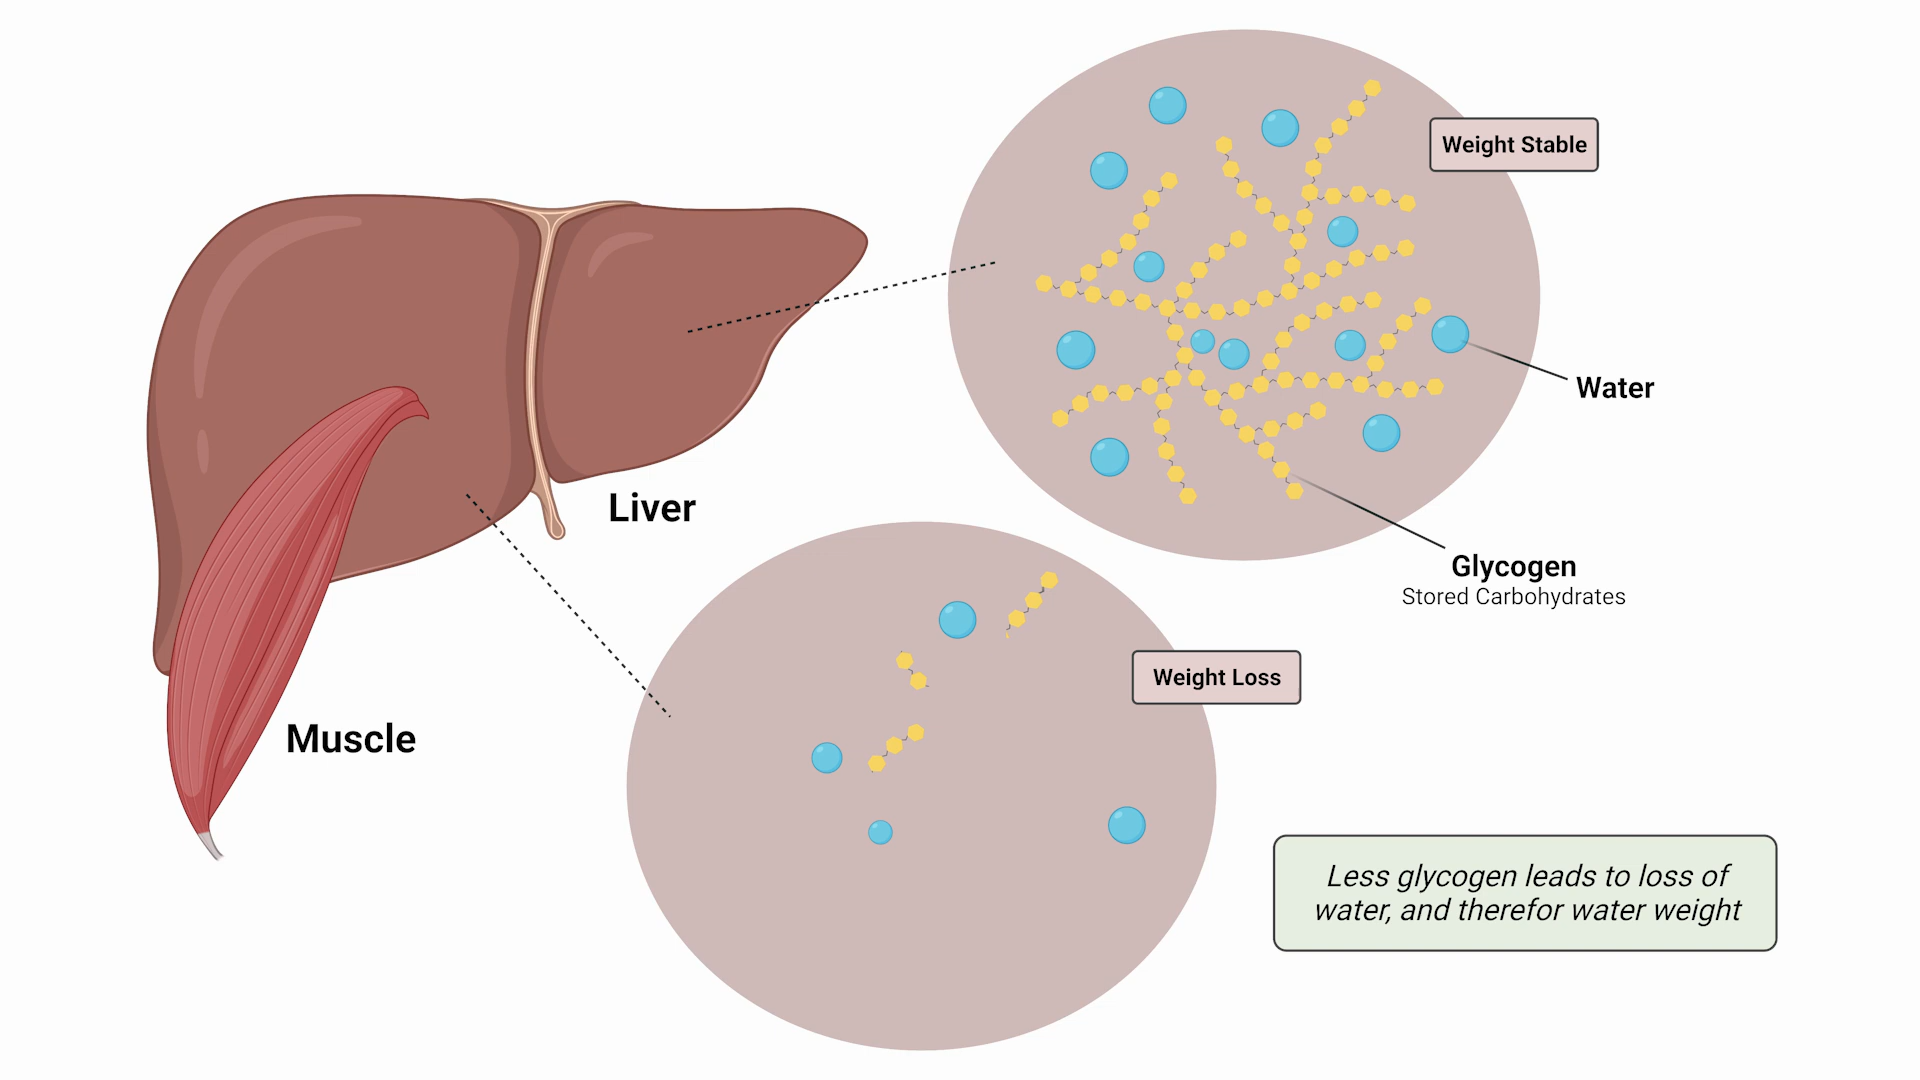 Weight Stable
Water
Liver
Glycogen
Stored Carbohydrates
Weight Loss
Muscle
Less glycogen leads to loss of
water, and therefor water weight